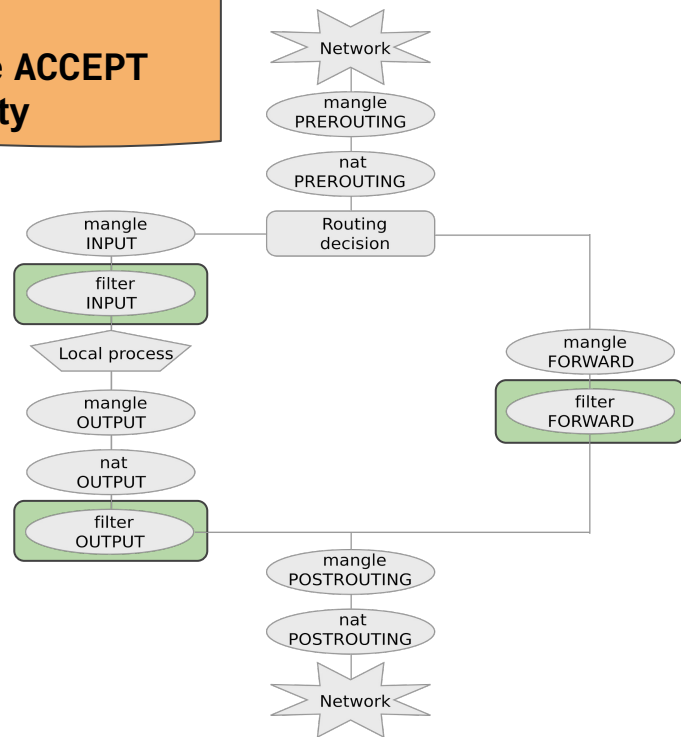 ACCEPT
Network
mangle
PREROUTING
nat
PREROUTING
Routing
decision
mangle
INPUT
filter
INPUT
Local process
mangle
OUTPUT
nat
OUTPUT
filter
OUTPUT
mangle
FORWARD
filter
FORWARD
mangle
POSTROUTING
nat
POSTROUTING
Network